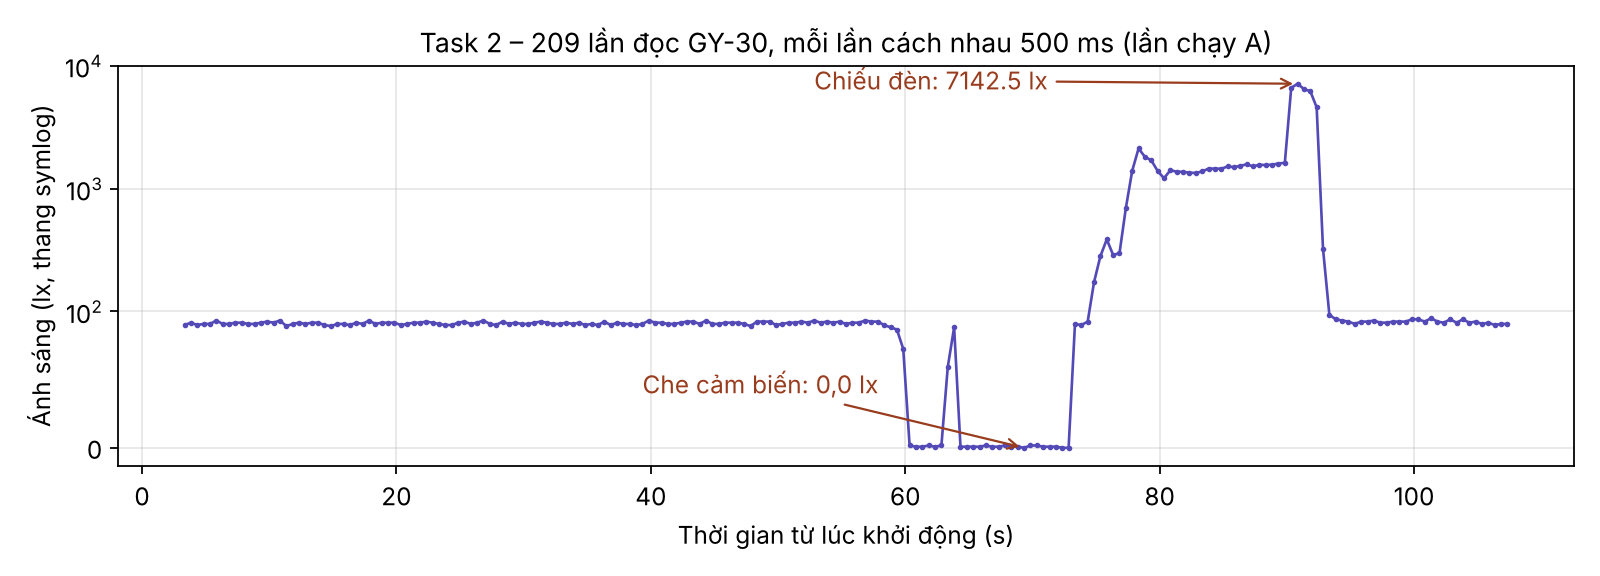 Task 2 – 209 lần đọc GY-30, mỗi lần cách nhau 500 ms (lần chạy A)
Ánh sáng (lx, thang symlog)
10⁴
10³
10²
0
Chiếu đèn: 7142.5 lx
Che cảm biến: 0,0 lx
0 20 40 60 80 100
Thời gian từ lúc khởi động (s)